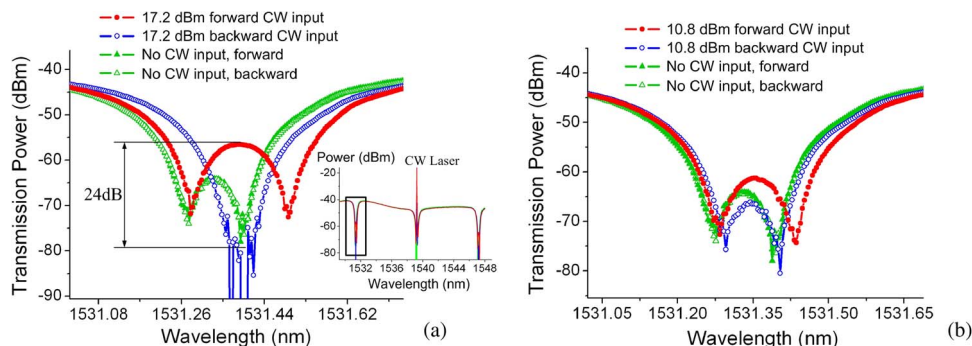 (a)
17.2 dBm forward CW input
17.2 dBm backward CW input
No CW input, forward
No CW input, backward
Transmission Power (dBm)
-40
-50
-60
-70
-80
-90
24dB
Power (dBm)
CW Laser
-20
-40
-60
-80
1532 1536 1540 1544 1548
Wavelength (nm)
1531.08 1531.26 1531.44 1531.62
Wavelength (nm)
(b)
10.8 dBm forward CW input
10.8 dBm backward CW input
No CW input, forward
No CW input, backward
Transmission Power (dBm)
-40
-50
-60
-70
-80
1531.05 1531.20 1531.35 1531.50 1531.65
Wavelength (nm)